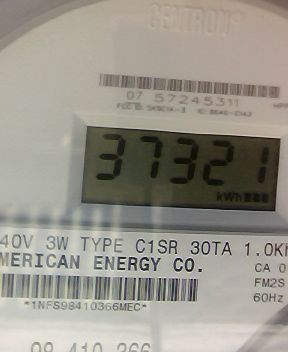 CENTRON®
07 57245311
37321
kWh
40V 3W TYPE C1SR 30TA 1.0K
MERICAN ENERGY CO.
CA 0
FM2S
60Hz
*1NFS98410366MEC*
98 410 366